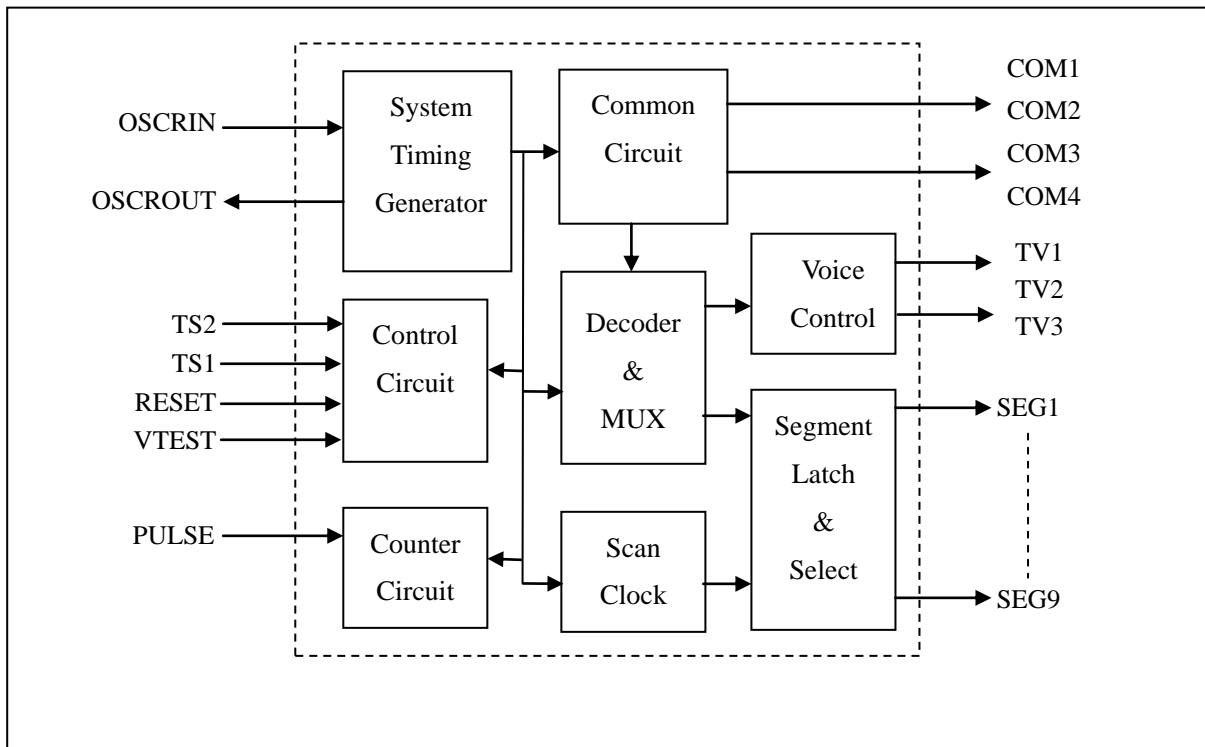 OSCRIN
OSCROUT
TS2
TS1
RESET
VTEST
PULSE
System
Timing
Generator
Control
Circuit
Counter
Circuit
Common
Circuit
Decoder
&
MUX
Scan
Clock
Voice
Control
Segment
Latch
&
Select
COM1
COM2
COM3
COM4
TV1
TV2
TV3
SEG1
SEG9